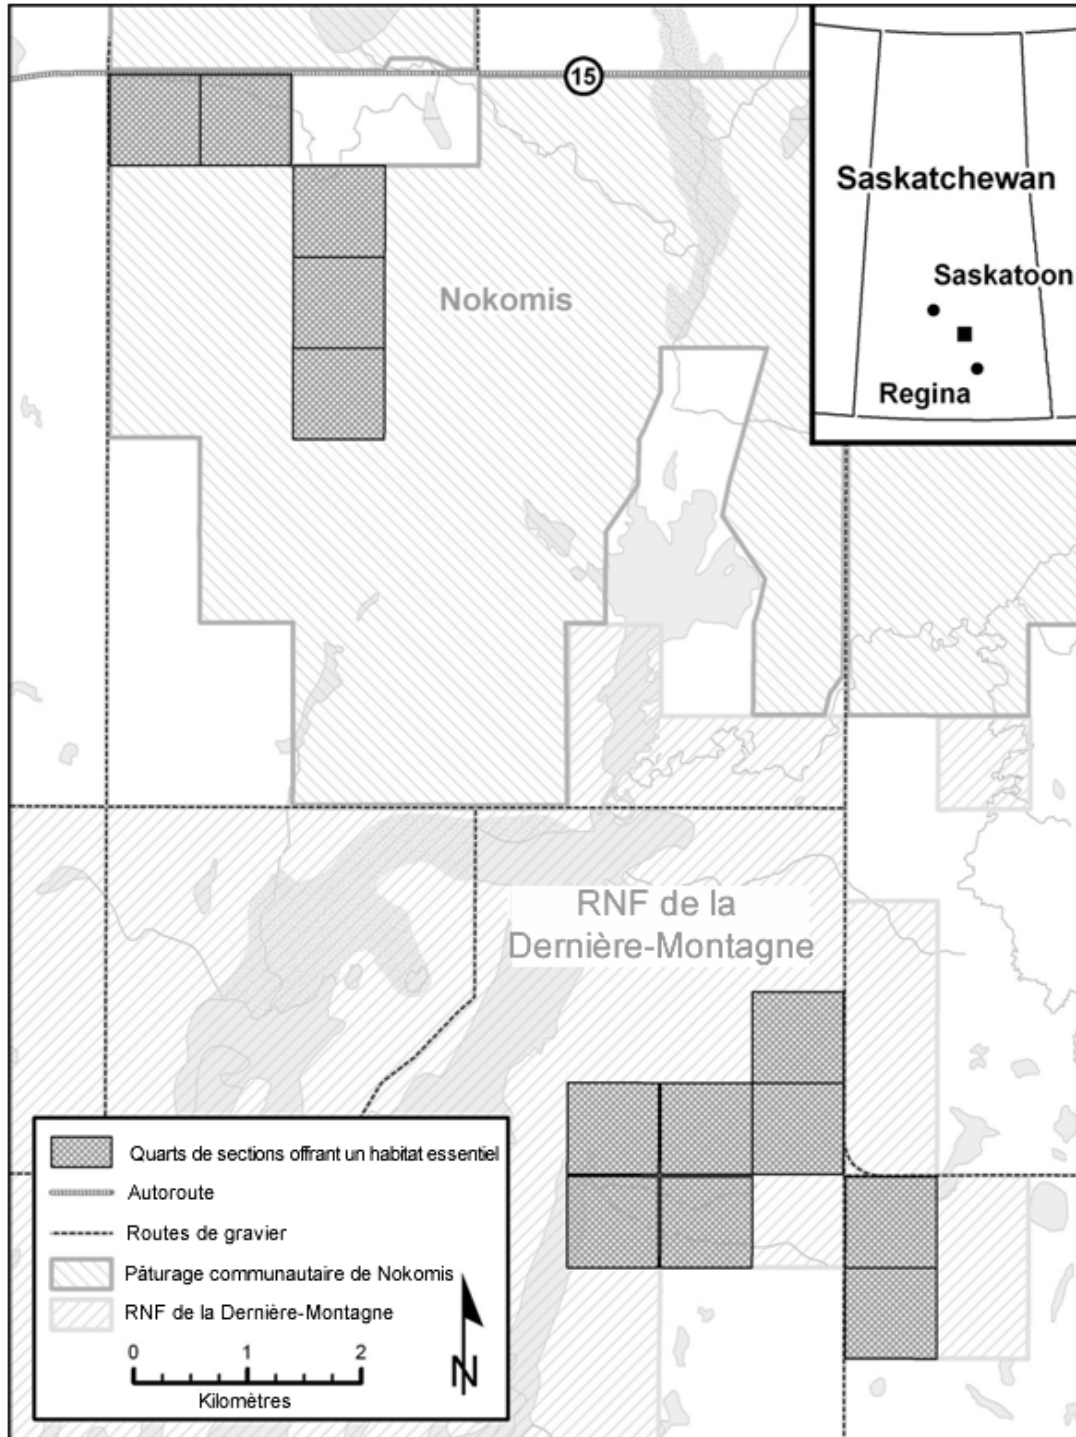 15
Saskatchewan
Saskatoon
Regina
Nokomis
RNF de la
Dernière-Montagne
Quarts de sections offrant un habitat essentiel
Autoroute
Routes de gravier
Pâturage communautaire de Nokomis
RNF de la Dernière-Montagne
0 1 2
Kilomètres
N